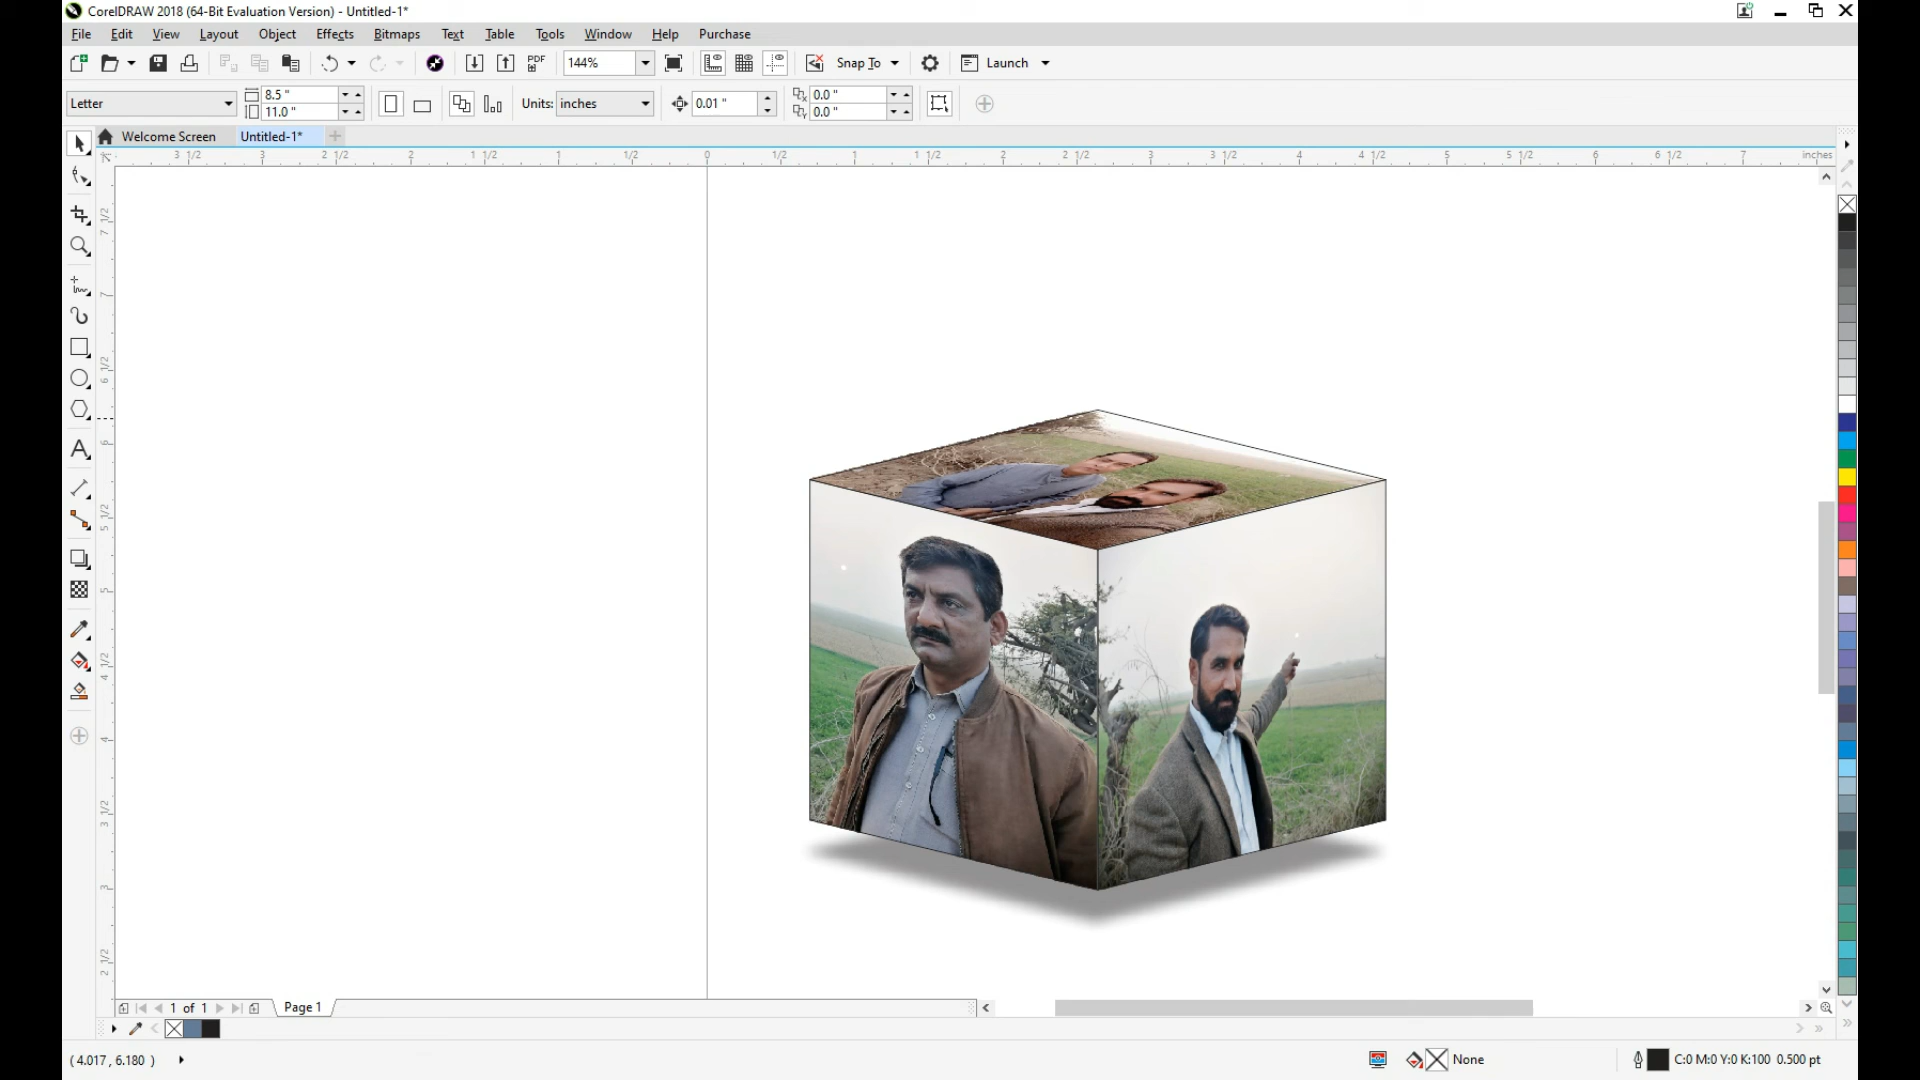 CorelDRAW 2018 (64-Bit Evaluation Version) - Untitled-1*
File Edit View Layout Object Effects Bitmaps Text Table Tools Window Help Purchase
PDF 144% Snap To Launch
Letter 8.5 " 11.0 " Units: inches 0.01 " 0.0 " 0.0 "
Welcome Screen Untitled-1*
3 1/2 3 2 1/2 2 1 1/2 1 1/2 0 1/2 1 1 1/2 2 2 1/2 3 3 1/2 4 4 1/2 5 5 1/2 6 6 1/2 7 inches
7 1/2
7
6 1/2
6
5 1/2
5
4 1/2
4
3 1/2
3
2 1/2
1 of 1 Page 1
( 4.017 , 6.180 ) None C:0 M:0 Y:0 K:100 0.500 pt